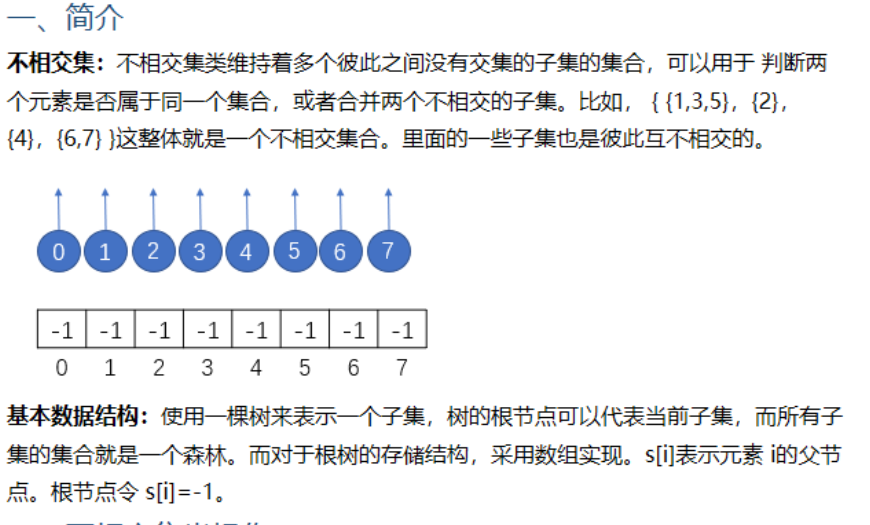 一、简介
不相交集：不相交集类维持着多个彼此之间没有交集的子集的集合，可以用于 判断两
个元素是否属于同一个集合，或者合并两个不相交的子集。比如， { {1,3,5}，{2}，
{4}，{6,7} }这整体就是一个不相交集合。里面的一些子集也是彼此互不相交的。
0 1 2 3 4 5 6 7
-1 -1 -1 -1 -1 -1 -1 -1
0 1 2 3 4 5 6 7
基本数据结构：使用一棵树来表示一个子集，树的根节点可以代表当前子集，而所有子
集的集合就是一个森林。而对于根树的存储结构，采用数组实现。s[i]表示元素 i的父节
点。根节点令 s[i]=-1。